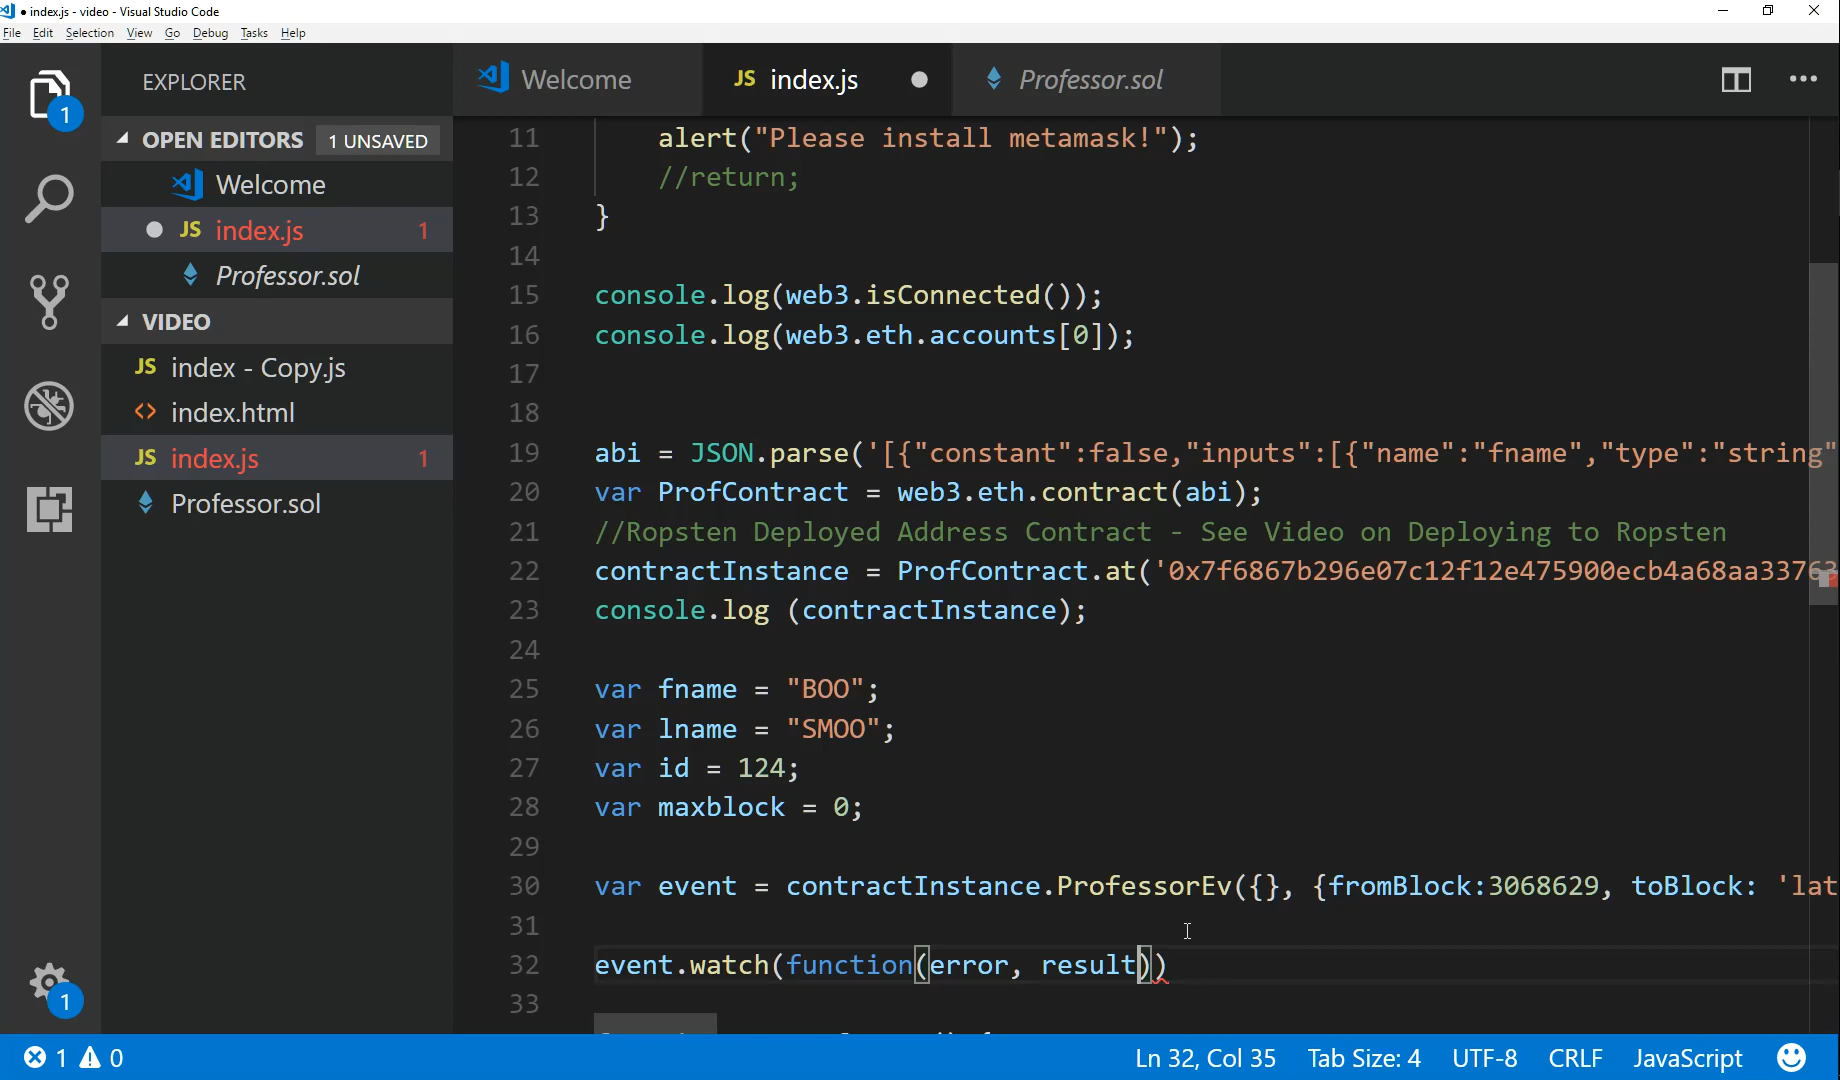 index.js - video - Visual Studio Code
File Edit Selection View Go Debug Tasks Help
EXPLORER
OPEN EDITORS 1 UNSAVED
Welcome
JS index.js 1
Professor.sol
VIDEO
JS index - Copy.js
<> index.html
JS index.js 1
Professor.sol
1
1
Welcome JS index.js Professor.sol
11 alert("Please install metamask!");
12 //return;
13 }
14
15 console.log(web3.isConnected());
16 console.log(web3.eth.accounts[0]);
17
18
19 abi = JSON.parse('[{"constant":false,"inputs":[{"name":"fname","type":"string"
20 var ProfContract = web3.eth.contract(abi);
21 //Ropsten Deployed Address Contract - See Video on Deploying to Ropsten
22 contractInstance = ProfContract.at('0x7f6867b296e07c12f12e475900ecb4a68aa33763
23 console.log (contractInstance);
24
25 var fname = "BOO";
26 var lname = "SMOO";
27 var id = 124;
28 var maxblock = 0;
29
30 var event = contractInstance.ProfessorEv({}, {fromBlock:3068629, toBlock: 'lat
31
32 event.watch(function(error, result))
33
1 0 Ln 32, Col 35 Tab Size: 4 UTF-8 CRLF JavaScript